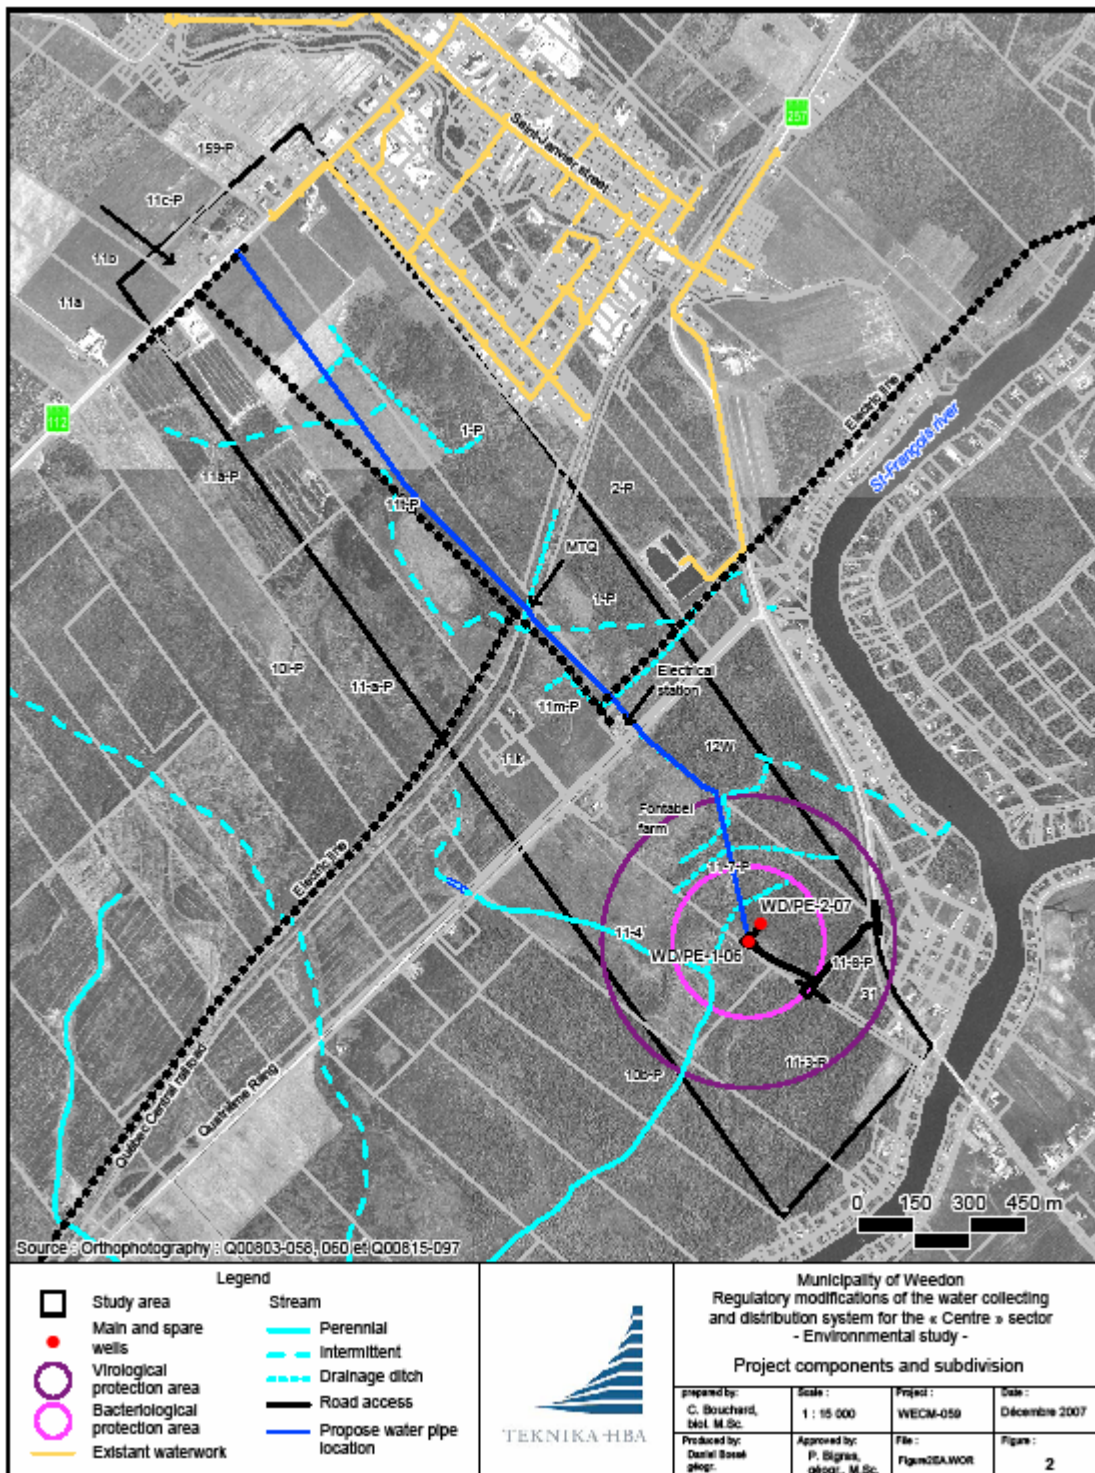 257
Saint-Janvier street
159-P
11c-P
11b
11a
112
Electric line
St-François river
1-P
11a-P
2-P
11l-P
MTQ
1-P
10l-P
11-a-P
Electrical
station
11m-P
12W
11k
Fontabel
farm
11-7-P
WD/PE-2-07
11-4
WD/PE-1-06
11-8-P
31
11-3-P
10b-P
Electric line
Québec Central railroad
Quatrième Rang
0 150 300 450 m
Source : Orthophotography : Q00803-058, 060 et Q00815-097
Legend
Study area
Main and spare
wells
Virological
protection area
Bacteriological
protection area
Existant waterwork
Stream
Perennial
Intermittent
Drainage ditch
Road access
Propose water pipe
location
TEKNIKA-HBA
Municipality of Weedon
Regulatory modifications of the water collecting
and distribution system for the « Centre » sector
- Environnmental study -
Project components and subdivision
prepared by:
C. Bouchard,
biol. M.Sc.
Scale :
1 : 15 000
Project :
WECM-059
Date :
Décembre 2007
Produced by:
Daniel Bossé
géogr.
Approved by:
P. Bigras,
géogr., M.Sc.
File :
Figure2EA.WOR
Figure :
2